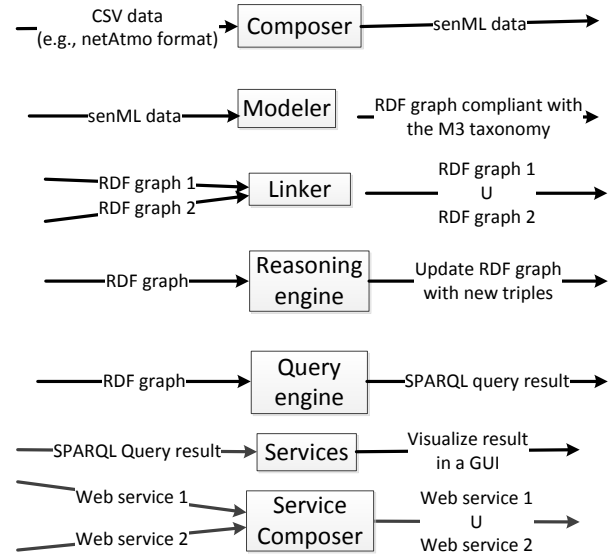 CSV data
(e.g., netAtmo format)
Composer
senML data
senML data
Modeler
RDF graph compliant with
the M3 taxonomy
RDF graph 1
RDF graph 2
Linker
RDF graph 1
U
RDF graph 2
RDF graph
Reasoning
engine
Update RDF graph
with new triples
RDF graph
Query
engine
SPARQL query result
SPARQL Query result
Services
Visualize result
in a GUI
Web service 1
Web service 2
Service
Composer
Web service 1
U
Web service 2